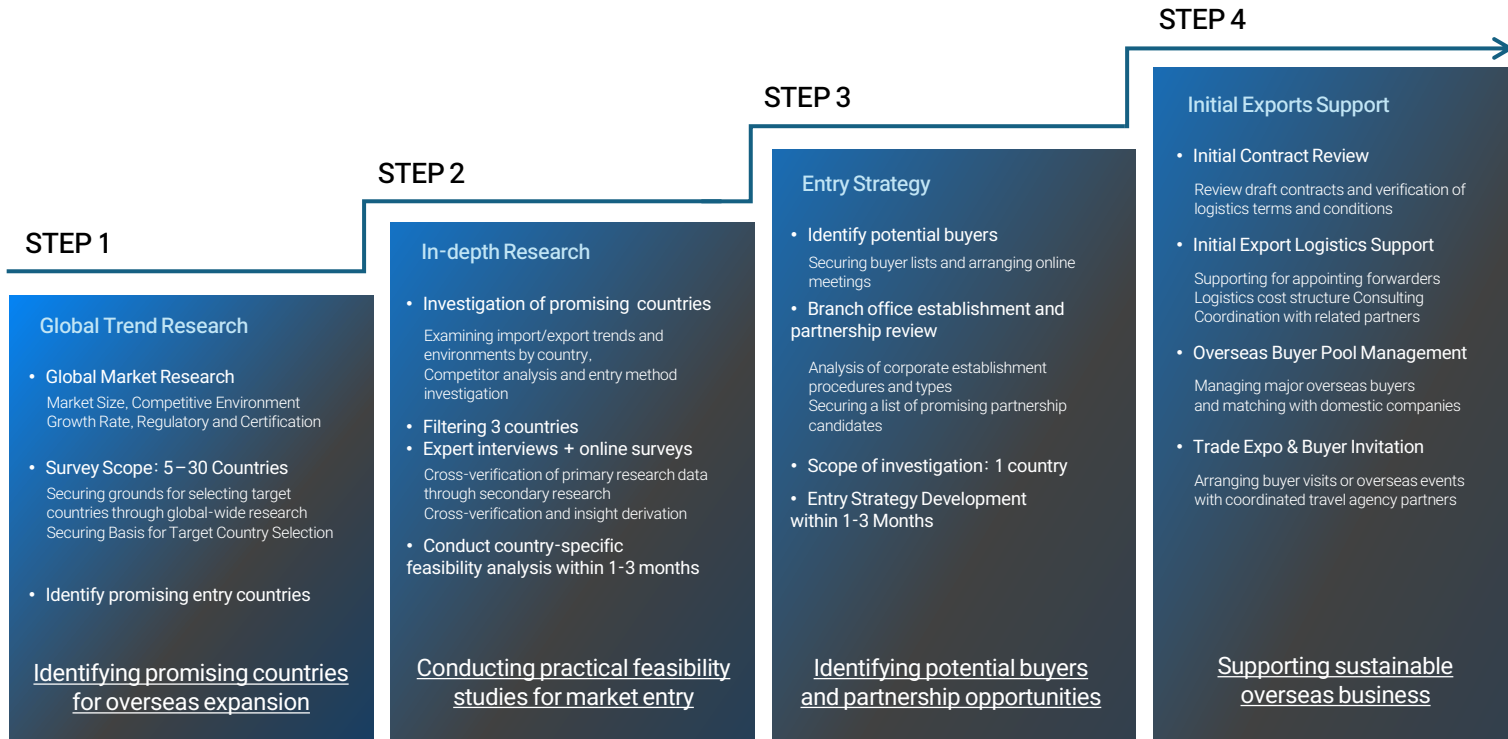 STEP 1
Global Trend Research
• Global Market Research
Market Size, Competitive Environment
Growth Rate, Regulatory and Certification
• Survey Scope: 5–30 Countries
Securing grounds for selecting target
countries through global-wide research
Securing Basis for Target Country Selection
• Identify promising entry countries
Identifying promising countries
for overseas expansion
STEP 2
In-depth Research
• Investigation of promising countries
Examining import/export trends and
environments by country,
Competitor analysis and entry method
investigation
• Filtering 3 countries
• Expert interviews + online surveys
Cross-verification of primary research data
through secondary research
Cross-verification and insight derivation
• Conduct country-specific
feasibility analysis within 1-3 months
Conducting practical feasibility
studies for market entry
STEP 3
Entry Strategy
• Identify potential buyers
Securing buyer lists and arranging online
meetings
• Branch office establishment and
partnership review
Analysis of corporate establishment
procedures and types
Securing a list of promising partnership
candidates
• Scope of investigation: 1 country
• Entry Strategy Development
within 1-3 Months
Identifying potential buyers
and partnership opportunities
STEP 4
Initial Exports Support
• Initial Contract Review
Review draft contracts and verification of
logistics terms and conditions
• Initial Export Logistics Support
Supporting for appointing forwarders
Logistics cost structure Consulting
Coordination with related partners
• Overseas Buyer Pool Management
Managing major overseas buyers
and matching with domestic companies
• Trade Expo & Buyer Invitation
Arranging buyer visits or overseas events
with coordinated travel agency partners
Supporting sustainable
overseas business